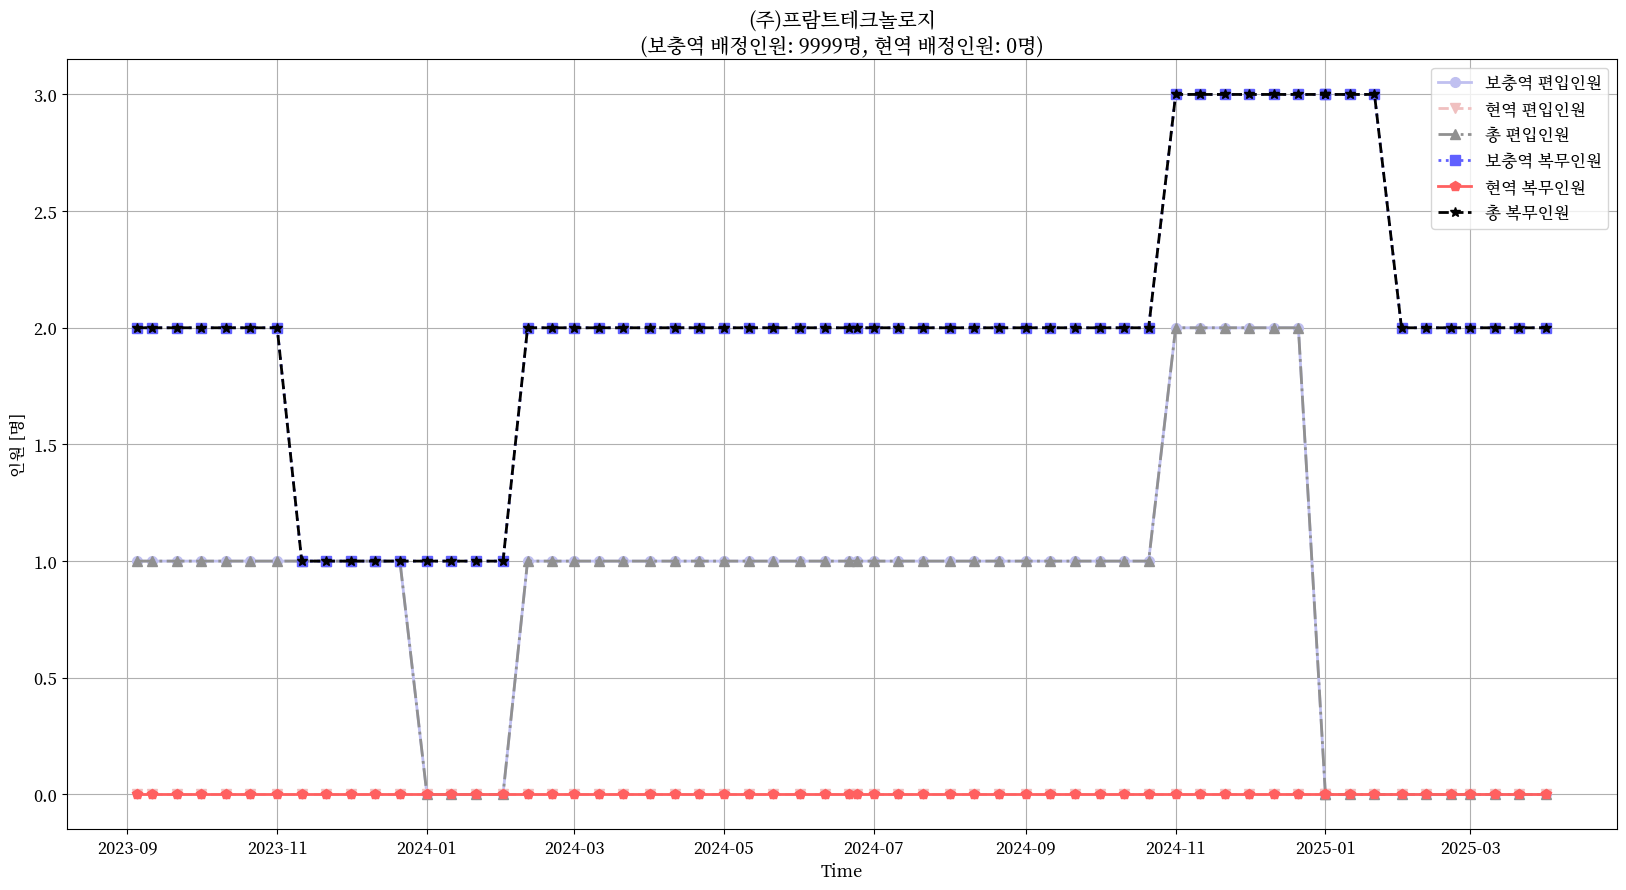 (주)프람트테크놀로지
(보충역 배정인원: 9999명, 현역 배정인원: 0명)
보충역 편입인원
현역 편입인원
총 편입인원
보충역 복무인원
현역 복무인원
총 복무인원
인원 [명]
3.0
2.5
2.0
1.5
1.0
0.5
0.0
2023-09 2023-11 2024-01 2024-03 2024-05 2024-07 2024-09 2024-11 2025-01 2025-03
Time